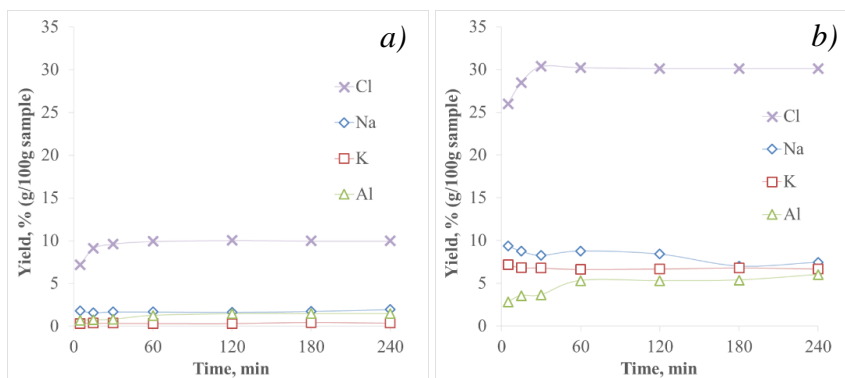 a)
35
30
25
20
15
10
5
0
Yield, % (g/100g sample)
Cl
Na
K
Al
0 60 120 180 240
Time, min
b)
35
30
25
20
15
10
5
0
Yield, % (g/100g sample)
Cl
Na
K
Al
0 60 120 180 240
Time, min